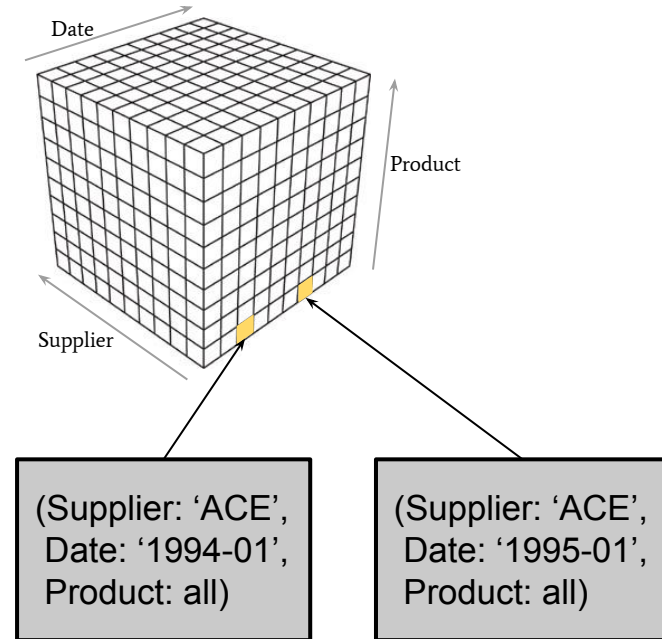 Date
Product
Supplier
(Supplier: ‘ACE’,
Date: ‘1994-01’,
Product: all)
(Supplier: ‘ACE’,
Date: ‘1995-01’,
Product: all)